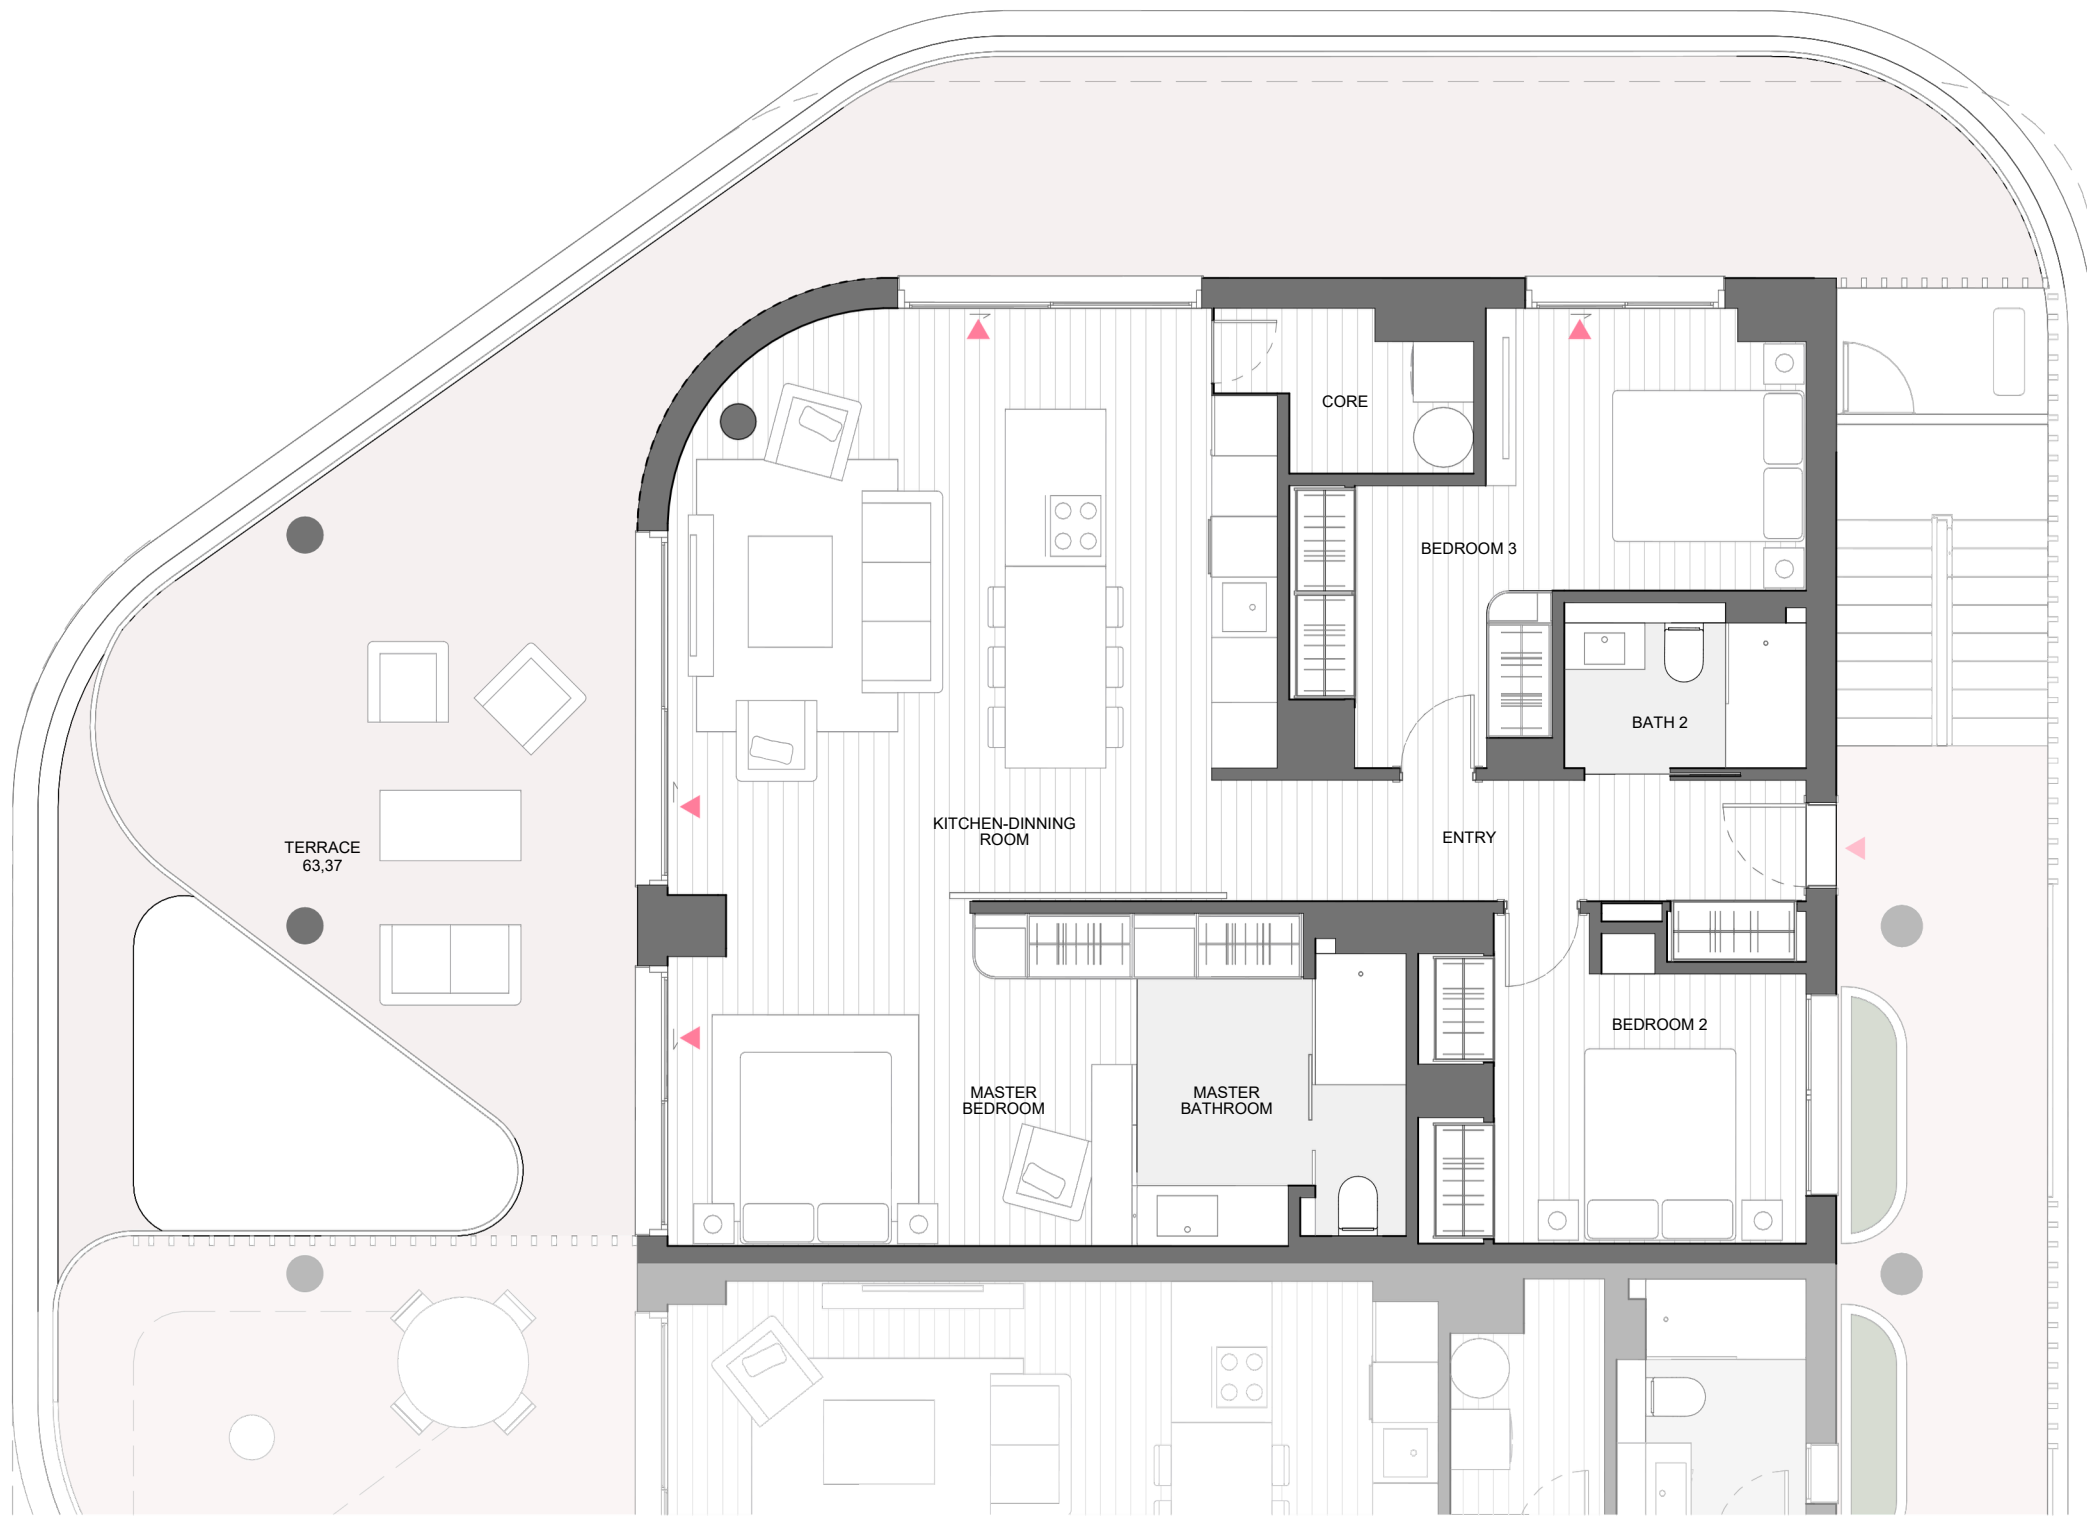 CORE
BEDROOM 3
BATH 2
KITCHEN-DINNING
ROOM
ENTRY
TERRACE
63,37
BEDROOM 2
MASTER
BEDROOM
MASTER
BATHROOM